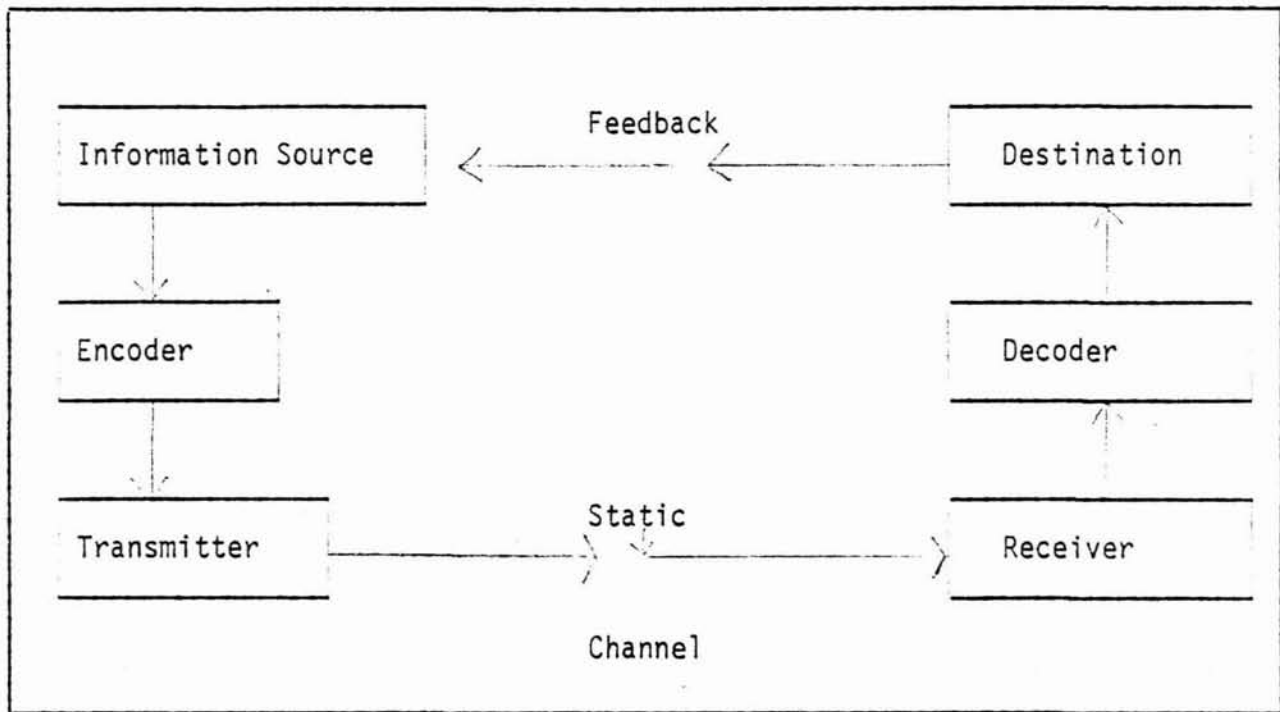 Feedback
Information Source
Destination
Encoder
Decoder
Static
Transmitter
Receiver
Channel